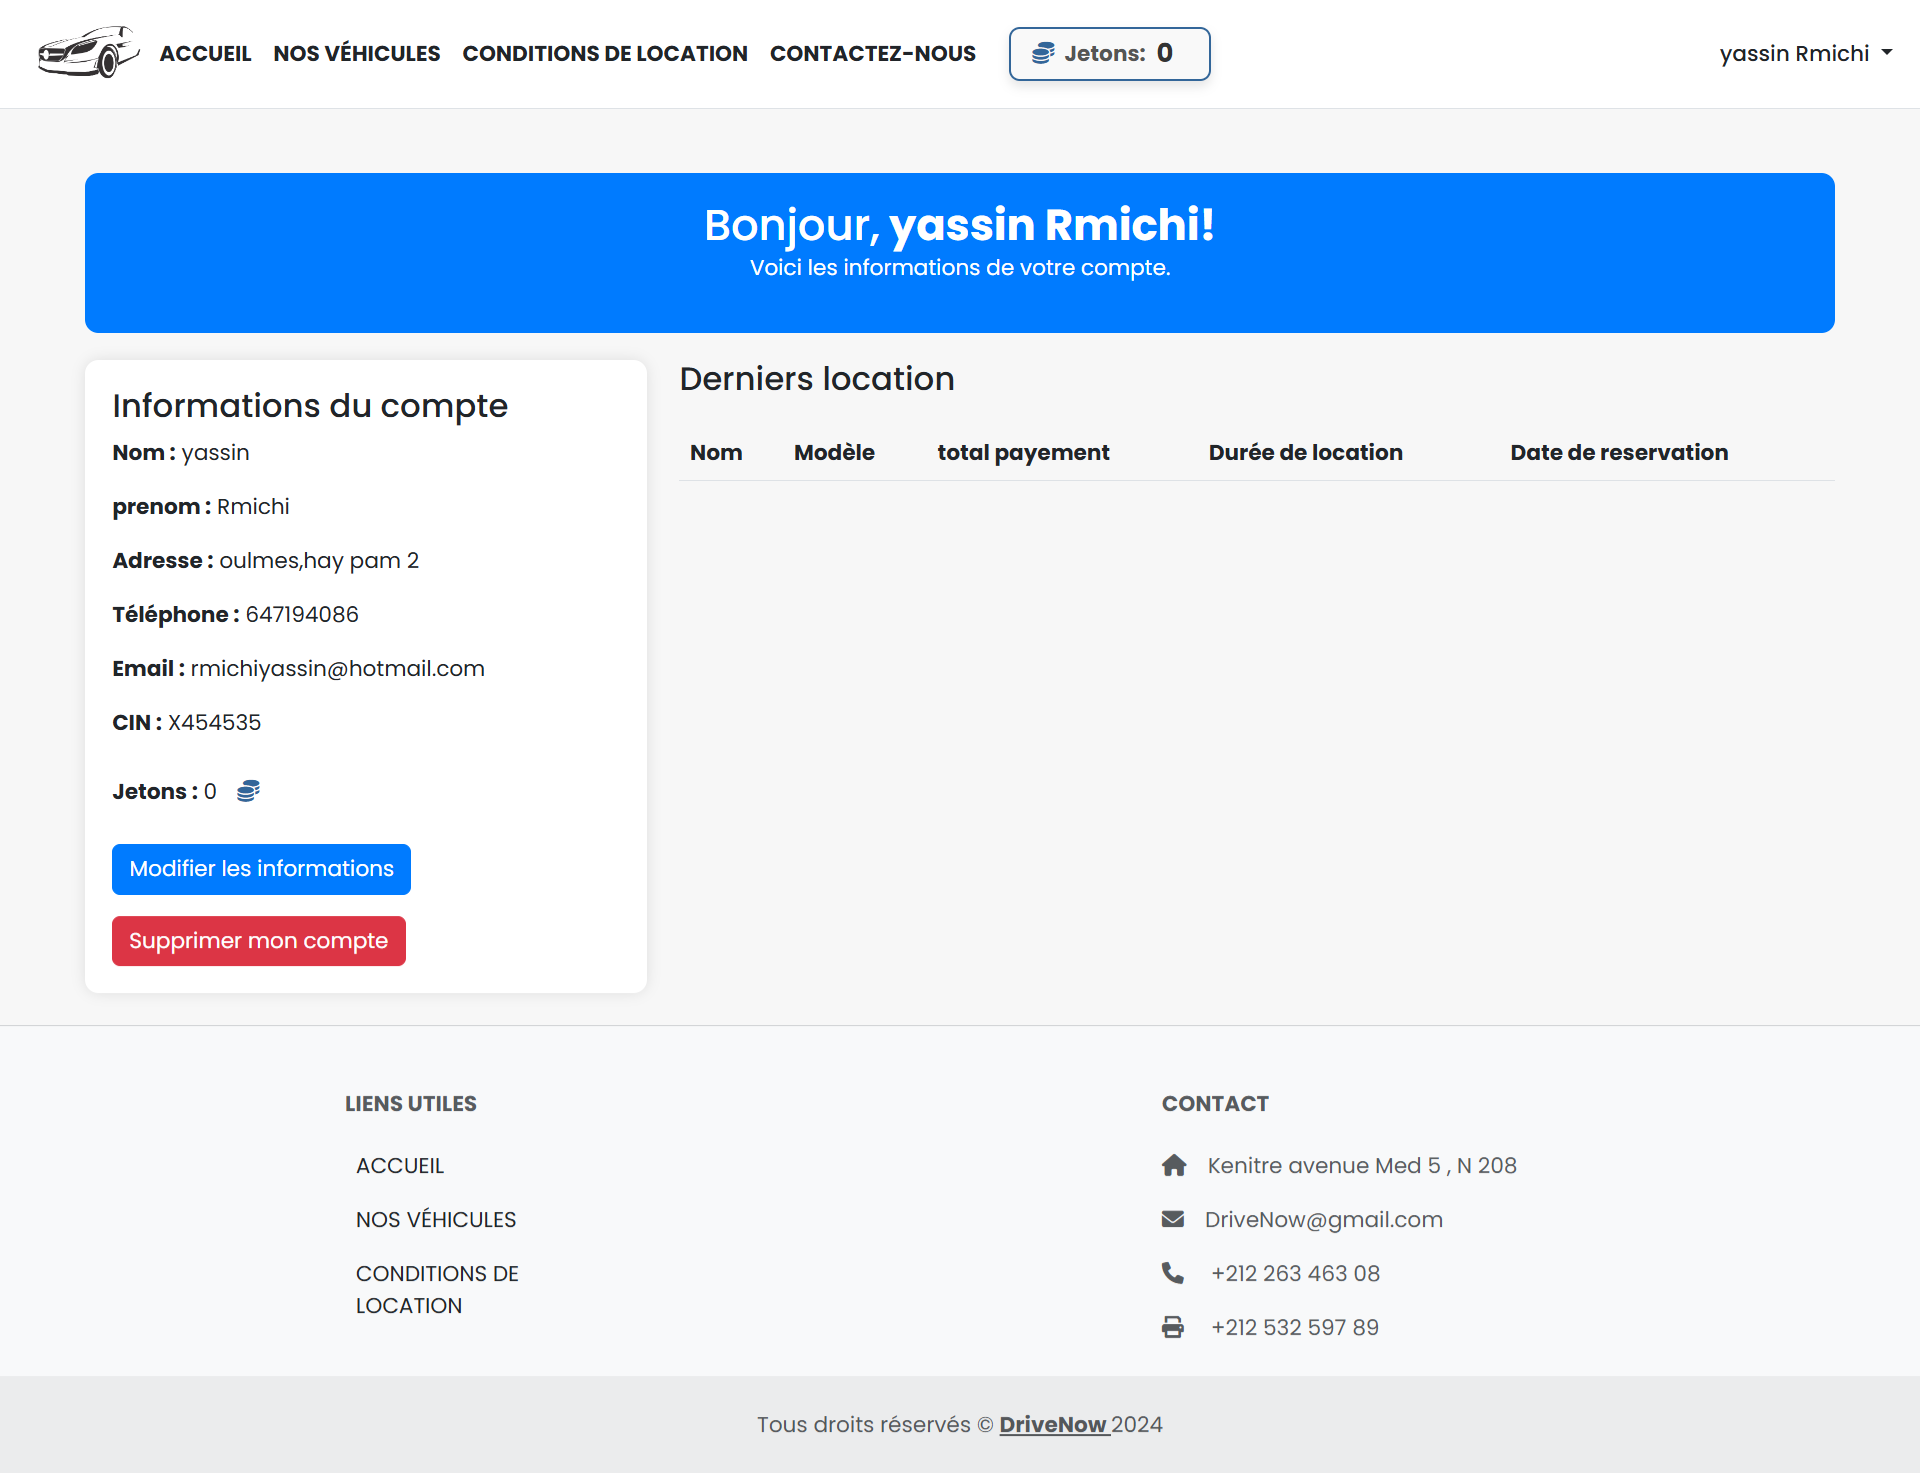 ACCUEIL NOS VÉHICULES CONDITIONS DE LOCATION CONTACTEZ-NOUS Jetons: 0 yassin Rmichi
Bonjour, yassin Rmichi!
Voici les informations de votre compte.
Informations du compte
Nom : yassin
prenom : Rmichi
Adresse : oulmes,hay pam 2
Téléphone : 647194086
Email : rmichiyassin@hotmail.com
CIN : X454535
Jetons : 0
Modifier les informations
Supprimer mon compte
Derniers location
Nom Modèle total payement Durée de location Date de reservation
LIENS UTILES
ACCUEIL
NOS VÉHICULES
CONDITIONS DE
LOCATION
CONTACT
Kenitre avenue Med 5 , N 208
DriveNow@gmail.com
+212 263 463 08
+212 532 597 89
Tous droits réservés © DriveNow 2024